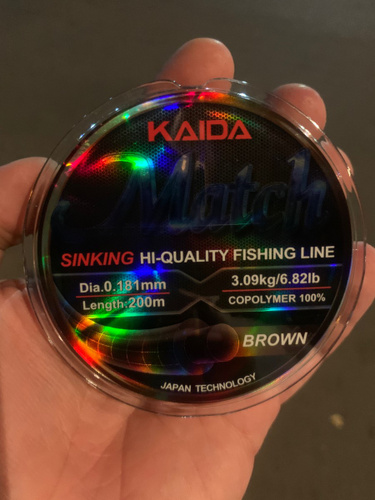 KAIDA
Match
SINKING HI-QUALITY FISHING LINE
Dia.0.181mm
Length:200m
3.09kg/6.82lb
COPOLYMER 100%
BROWN
JAPAN TECHNOLOGY